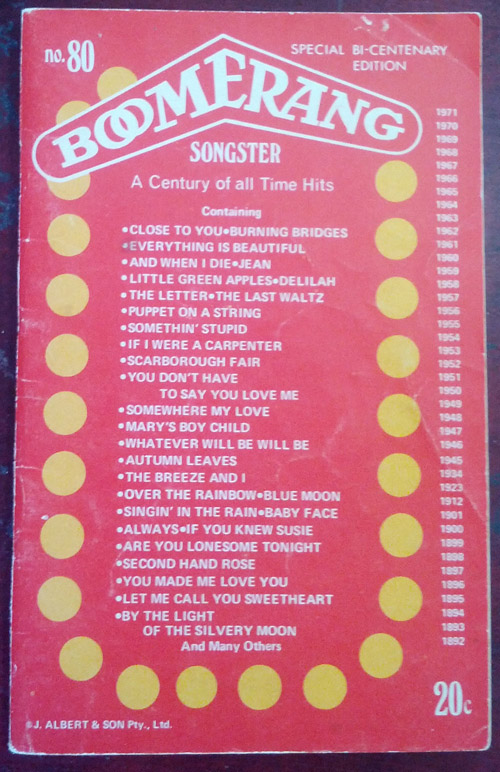 no. 80
SPECIAL BI-CENTENARY
EDITION
BOOMERANG
SONGSTER
A Century of all Time Hits
Containing
•CLOSE TO YOU•BURNING BRIDGES
•EVERYTHING IS BEAUTIFUL
•AND WHEN I DIE•JEAN
•LITTLE GREEN APPLES•DELILAH
•THE LETTER•THE LAST WALTZ
•PUPPET ON A STRING
•SOMETHIN' STUPID
•IF I WERE A CARPENTER
•SCARBOROUGH FAIR
•YOU DON'T HAVE
TO SAY YOU LOVE ME
•SOMEWHERE MY LOVE
•MARY'S BOY CHILD
•WHATEVER WILL BE WILL BE
•AUTUMN LEAVES
•THE BREEZE AND I
•OVER THE RAINBOW•BLUE MOON
•SINGIN' IN THE RAIN•BABY FACE
•ALWAYS•IF YOU KNEW SUSIE
•ARE YOU LONESOME TONIGHT
•SECOND HAND ROSE
•YOU MADE ME LOVE YOU
•LET ME CALL YOU SWEETHEART
•BY THE LIGHT
OF THE SILVERY MOON
And Many Others
1971
1970
1969
1968
1967
1966
1965
1964
1963
1962
1961
1960
1959
1958
1957
1956
1955
1954
1953
1952
1951
1950
1949
1948
1947
1946
1945
1934
1923
1912
1901
1900
1899
1898
1897
1896
1895
1894
1893
1892
20c
©J. ALBERT & SON Pty., Ltd.